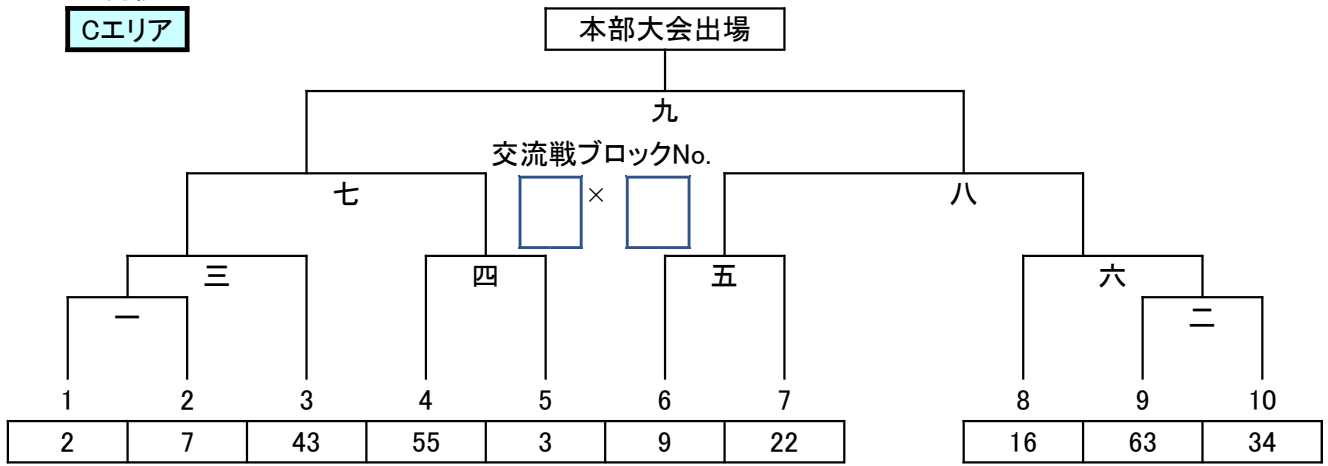 Cエリア
本部大会出場
九
交流戦ブロックNo.
七 × 八
三 四 五 六
一 二
1 2 3 4 5 6 7 8 9 10
2 7 43 55 3 9 22 16 63 34